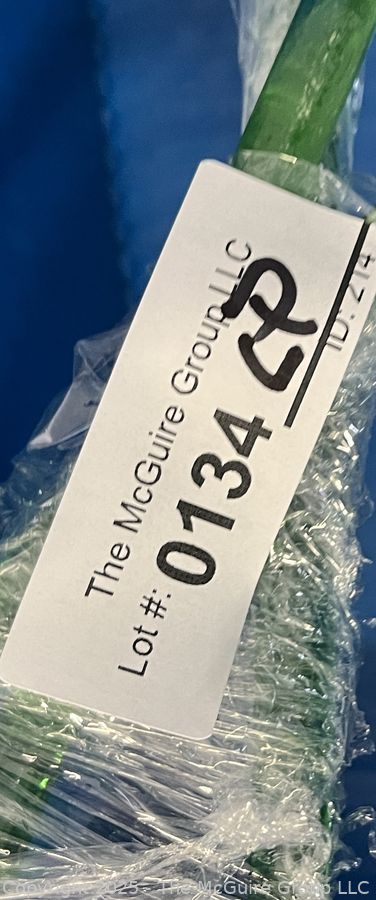 The McGuire Group LLC
Lot #: 0134
ID: 214
Copyright 2025 - The McGuire Group LLC